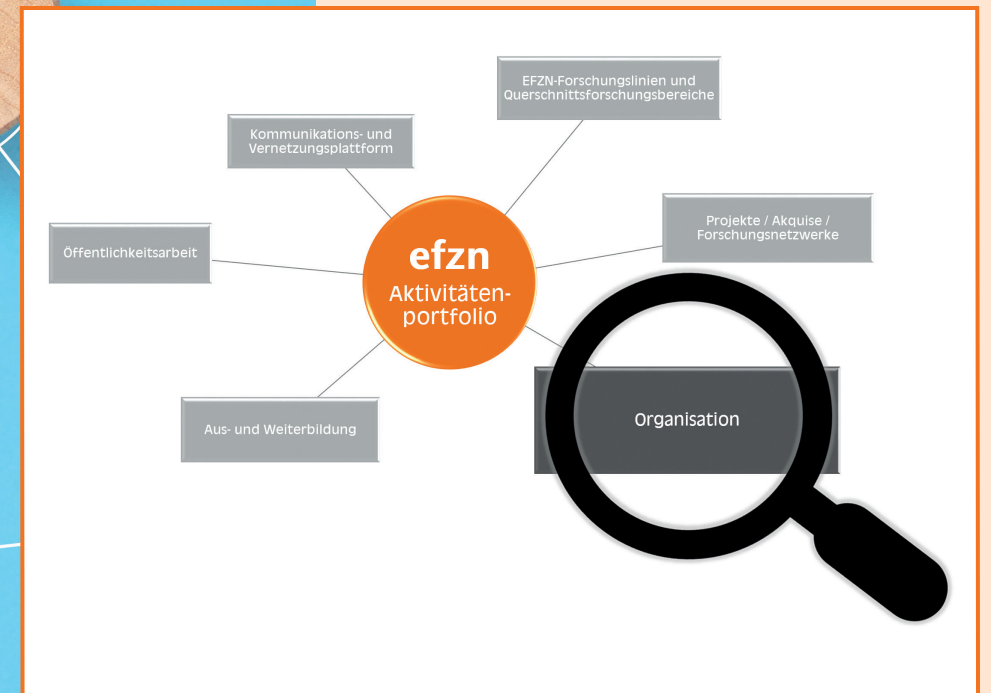 EFZN-Forschungslinien und
Querschnittsforschungsbereiche
Kommunikations- und
Vernetzungsplattform
Projekte / Akquise /
Forschungsnetzwerke
Öffentlichkeitsarbeit
efzn
Aktivitäten-
portfolio
Organisation
Aus- und Weiterbildung